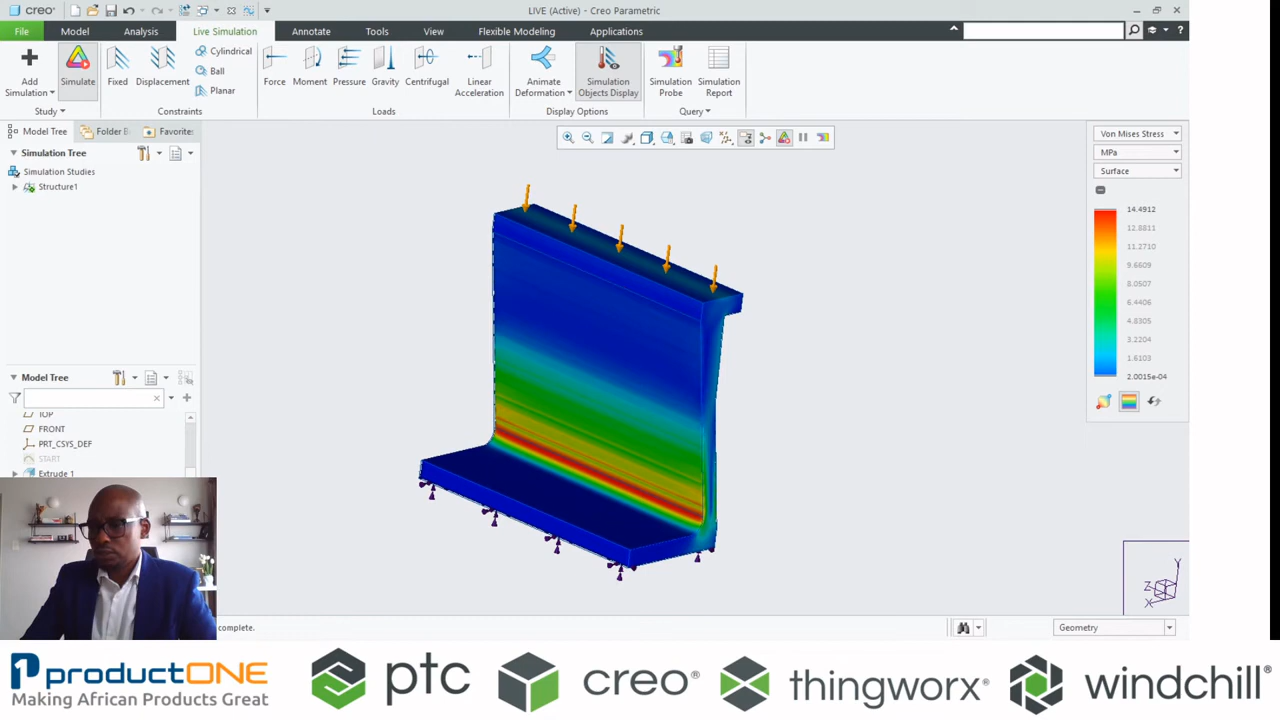 creo
LIVE (Active) - Creo Parametric
File
Model
Analysis
Live Simulation
Annotate
Tools
View
Flexible Modeling
Applications
Add
Simulation
Simulate
Fixed
Displacement
Cylindrical
Ball
Planar
Force
Moment
Pressure
Gravity
Centrifugal
Linear
Acceleration
Animate
Deformation
Simulation
Objects Display
Simulation
Probe
Simulation
Report
Study
Constraints
Loads
Display Options
Query
Model Tree
Folder B
Favorite:
Simulation Tree
Simulation Studies
Structure1
Von Mises Stress
MPa
Surface
14.4912
12.8811
11.2710
9.6609
8.0507
6.4406
4.8305
3.2204
1.6103
2.0015e-04
Model Tree
TOP
FRONT
PRT_CSYS_DEF
START
Extrude 1
Y
Z
X
complete.
Geometry
1productONE
Making African Products Great
ptc
creo®
thingworx®
windchill®